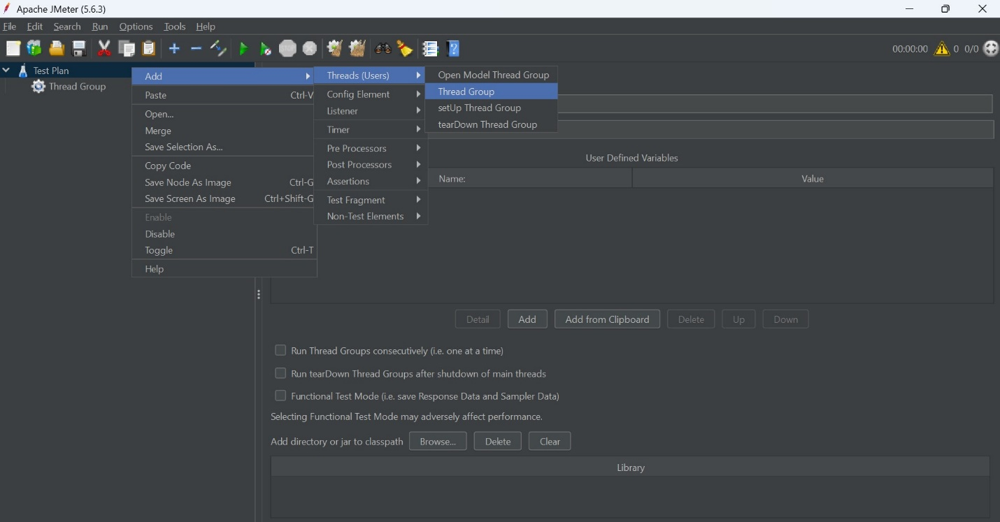 Apache JMeter (5.6.3)
File Edit Search Run Options Tools Help
STOP
00:00:00 0 0/0
Test Plan
Thread Group
Add
Paste Ctrl-V
Open...
Merge
Save Selection As...
Copy Code
Save Node As Image Ctrl-G
Save Screen As Image Ctrl+Shift-G
Enable
Disable
Toggle Ctrl-T
Help
Threads (Users)
Config Element
Listener
Timer
Pre Processors
Post Processors
Assertions
Test Fragment
Non-Test Elements
Open Model Thread Group
Thread Group
setUp Thread Group
tearDown Thread Group
User Defined Variables
Name: Value
Detail Add Add from Clipboard Delete Up Down
Run Thread Groups consecutively (i.e. one at a time)
Run tearDown Thread Groups after shutdown of main threads
Functional Test Mode (i.e. save Response Data and Sampler Data)
Selecting Functional Test Mode may adversely affect performance.
Add directory or jar to classpath Browse... Delete Clear
Library